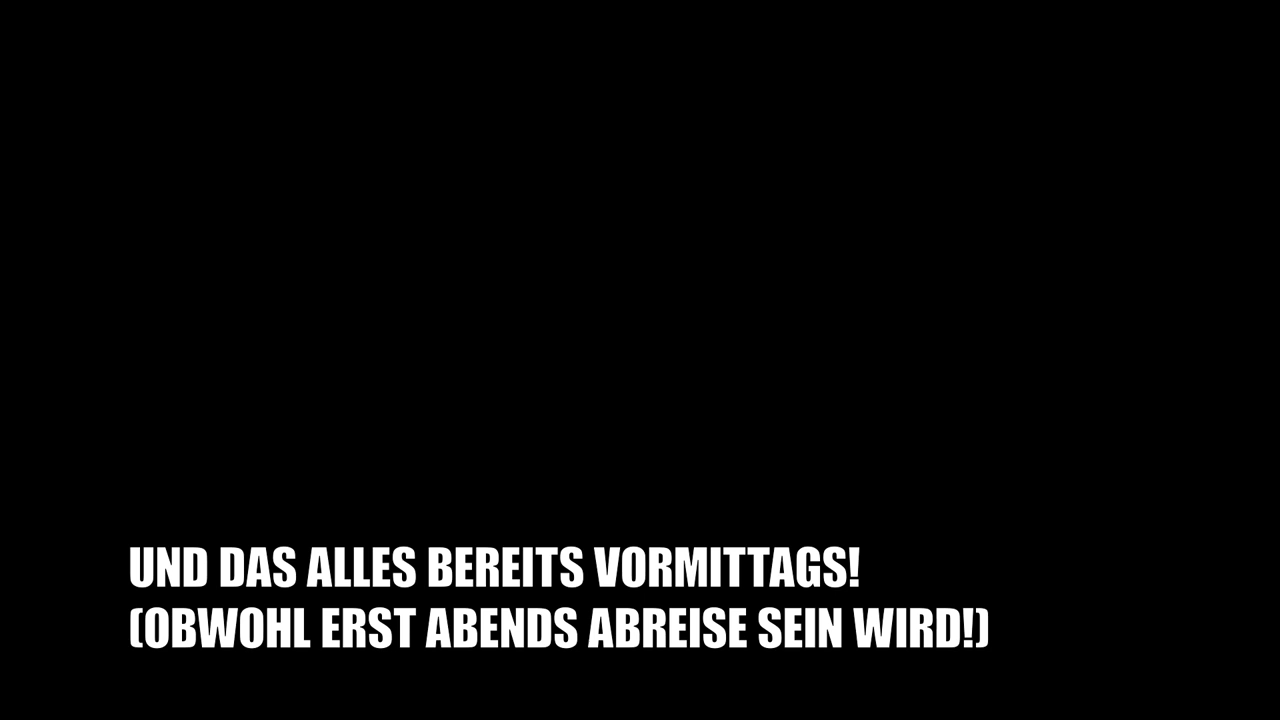 UND DAS ALLES BEREITS VORMITTAGS!
(OBWOHL ERST ABENDS ABREISE SEIN WIRD!)